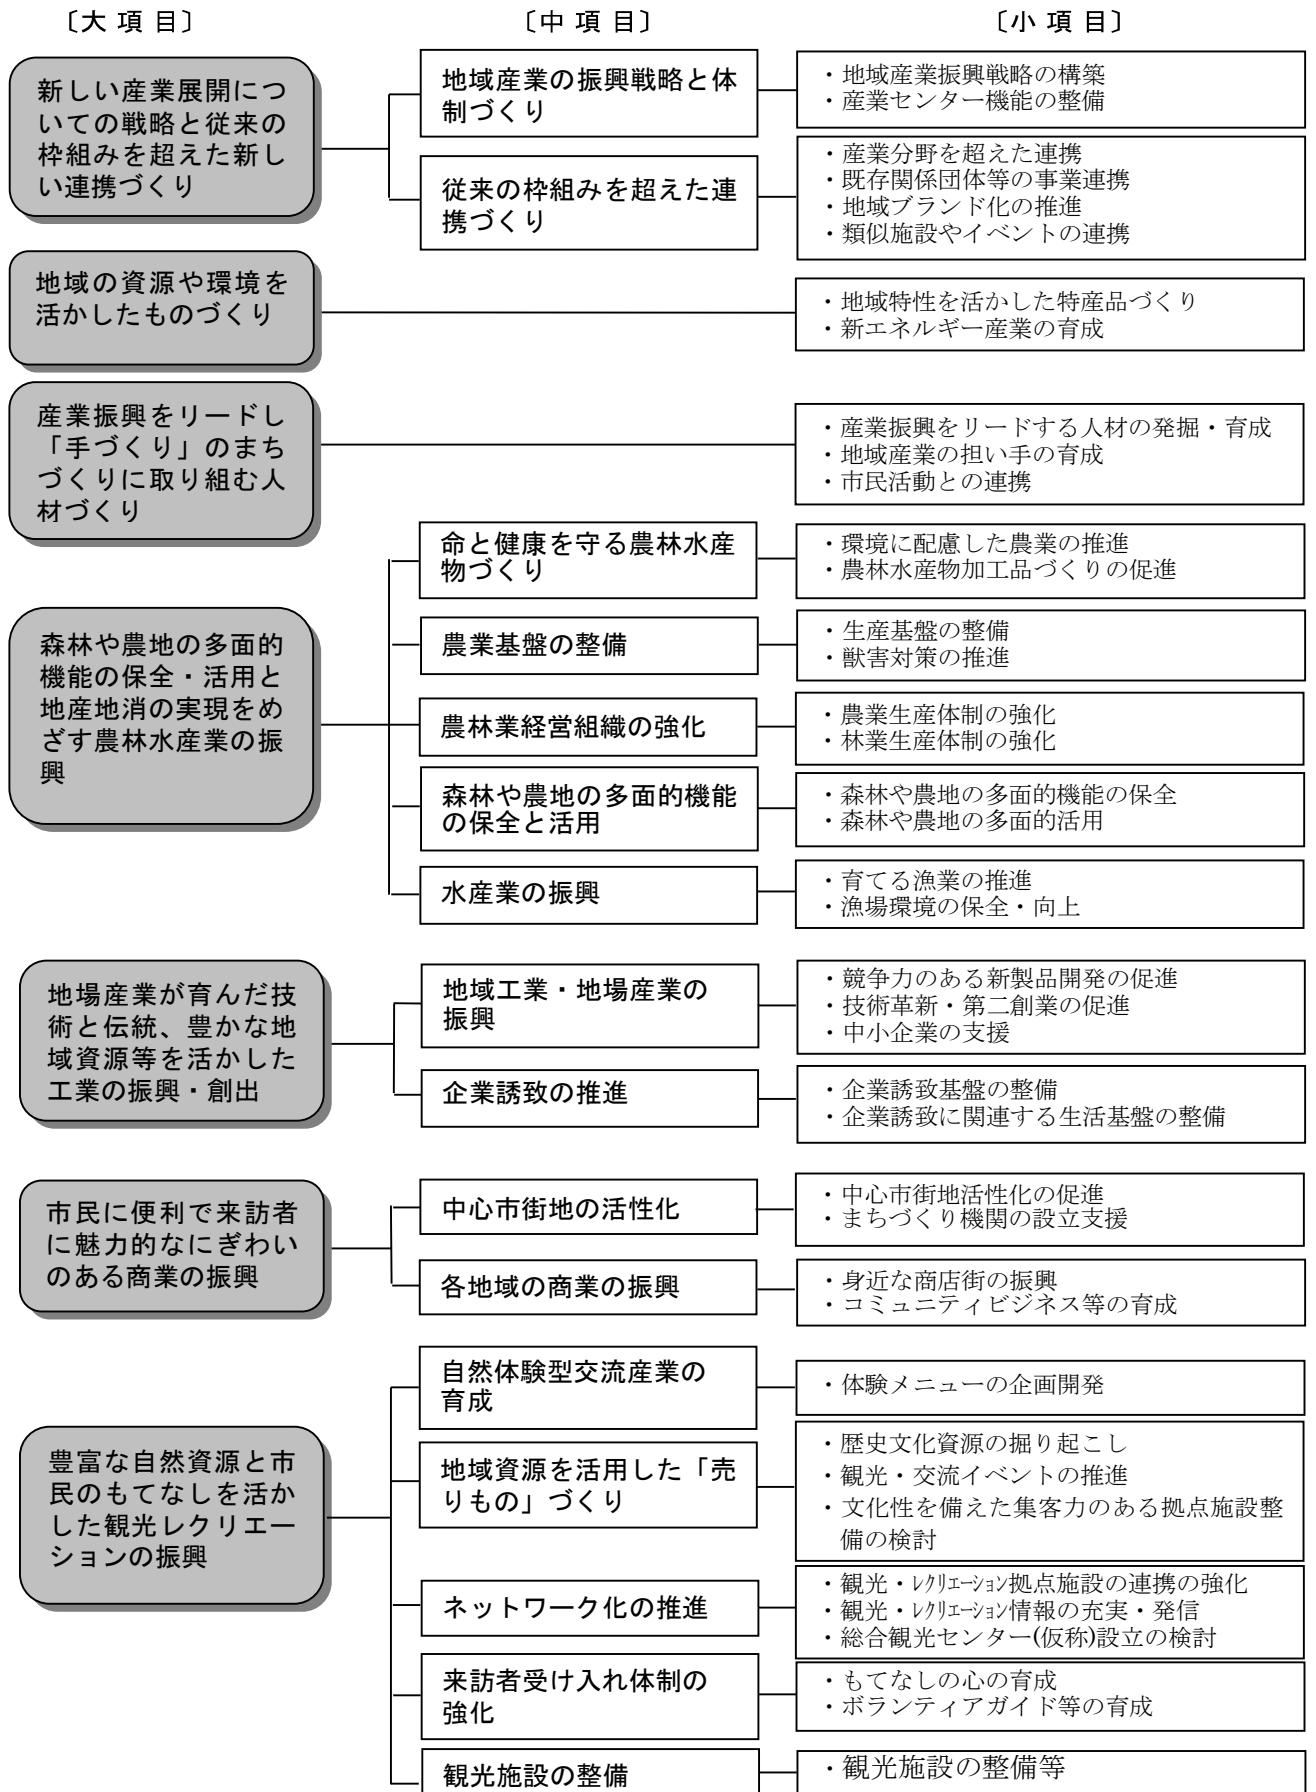 〔大 項 目〕
〔中 項 目〕
〔小 項 目〕
新しい産業展開につ
いての戦略と従来の
枠組みを超えた新し
い連携づくり
地域産業の振興戦略と体
制づくり
・地域産業振興戦略の構築
・産業センター機能の整備
従来の枠組みを超えた連
携づくり
・産業分野を超えた連携
・既存関係団体等の事業連携
・地域ブランド化の推進
・類似施設やイベントの連携
地域の資源や環境を
活かしたものづくり
・地域特性を活かした特産品づくり
・新エネルギー産業の育成
産業振興をリードし
「手づくり」のまち
づくりに取り組む人
材づくり
・産業振興をリードする人材の発掘・育成
・地域産業の担い手の育成
・市民活動との連携
森林や農地の多面的
機能の保全・活用と
地産地消の実現をめ
ざす農林水産業の振
興
命と健康を守る農林水産
物づくり
・環境に配慮した農業の推進
・農林水産物加工品づくりの促進
農業基盤の整備
・生産基盤の整備
・獣害対策の推進
農林業経営組織の強化
・農業生産体制の強化
・林業生産体制の強化
森林や農地の多面的機能
の保全と活用
・森林や農地の多面的機能の保全
・森林や農地の多面的活用
水産業の振興
・育てる漁業の推進
・漁場環境の保全・向上
地場産業が育んだ技
術と伝統、豊かな地
域資源等を活かした
工業の振興・創出
地域工業・地場産業の
振興
・競争力のある新製品開発の促進
・技術革新・第二創業の促進
・中小企業の支援
企業誘致の推進
・企業誘致基盤の整備
・企業誘致に関連する生活基盤の整備
市民に便利で来訪者
に魅力的なにぎわい
のある商業の振興
中心市街地の活性化
・中心市街地活性化の促進
・まちづくり機関の設立支援
各地域の商業の振興
・身近な商店街の振興
・コミュニティビジネス等の育成
豊富な自然資源と市
民のもてなしを活か
した観光レクリエー
ションの振興
自然体験型交流産業の
育成
・体験メニューの企画開発
地域資源を活用した「売
りもの」づくり
・歴史文化資源の掘り起こし
・観光・交流イベントの推進
・文化性を備えた集客力のある拠点施設整
備の検討
ネットワーク化の推進
・観光・ﾚｸﾘｴｰｼｮﾝ拠点施設の連携の強化
・観光・ﾚｸﾘｴｰｼｮﾝ情報の充実・発信
・総合観光センター(仮称)設立の検討
来訪者受け入れ体制の
強化
・もてなしの心の育成
・ボランティアガイド等の育成
観光施設の整備
・観光施設の整備等